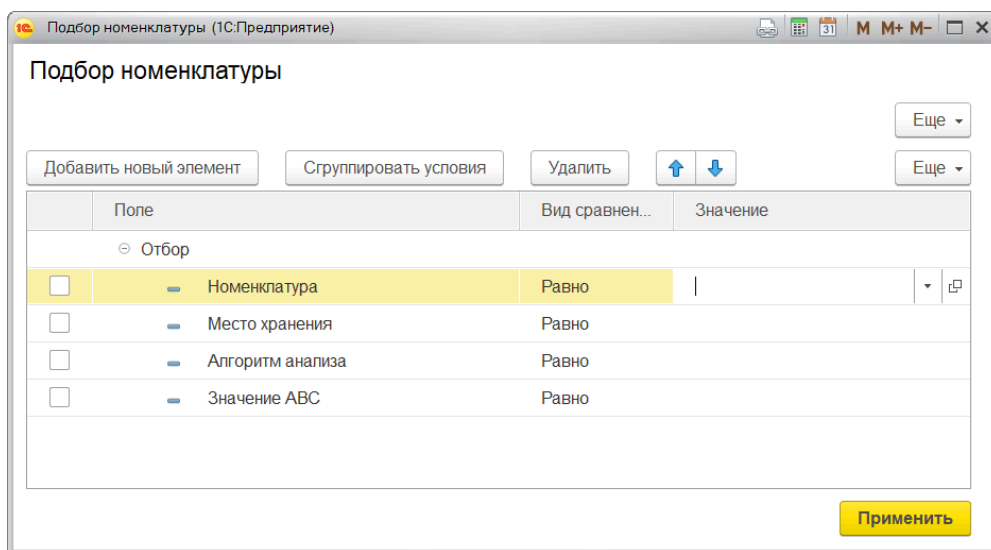 1С Подбор номенклатуры (1С:Предприятие) 31 M M+ M−
Подбор номенклатуры
Еще
Добавить новый элемент Сгруппировать условия Удалить Еще
Поле Вид сравнен... Значение
Отбор
Номенклатура Равно
Место хранения Равно
Алгоритм анализа Равно
Значение ABC Равно
Применить